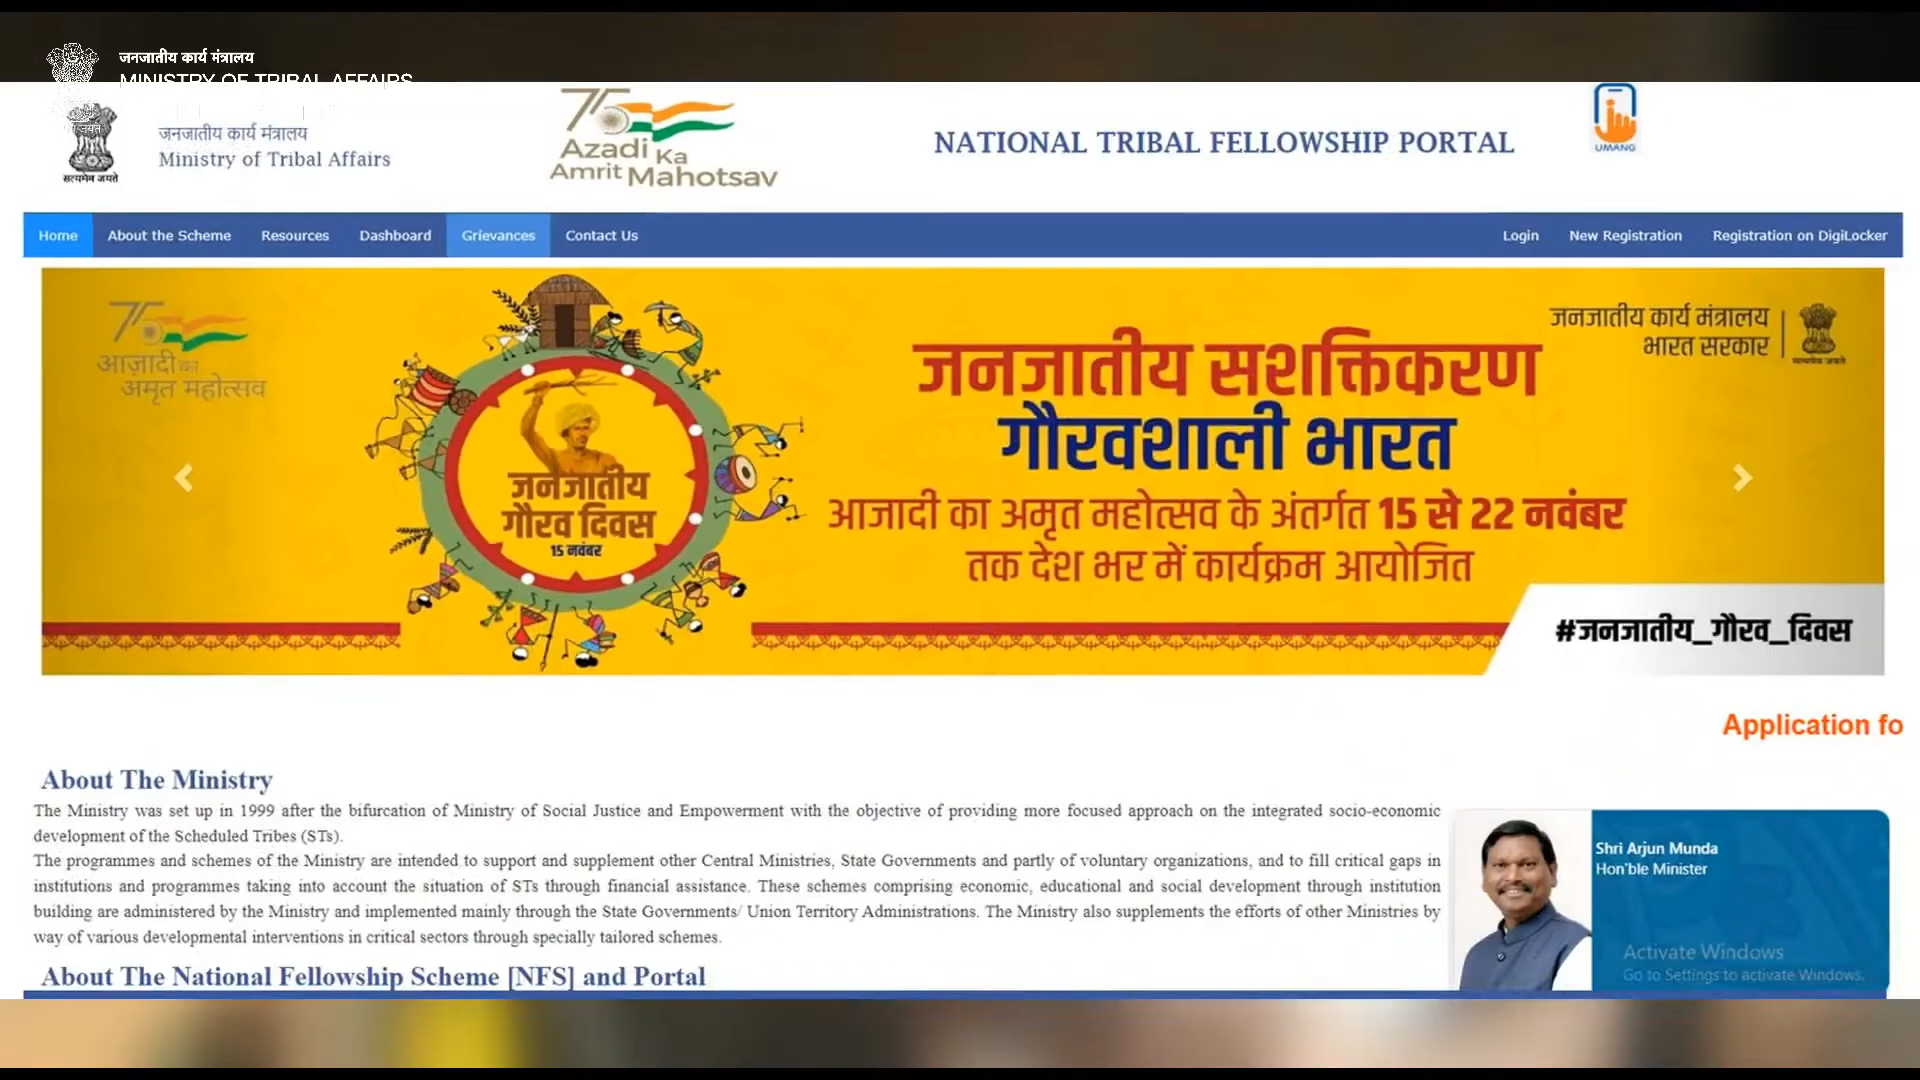 जनजातीय कार्य मंत्रालय
MINISTRY OF TRIBAL AFFAIRS
सत्यमेव जयते
जनजातीय कार्य मंत्रालय
Ministry of Tribal Affairs
75
Azadi Ka
Amrit Mahotsav
NATIONAL TRIBAL FELLOWSHIP PORTAL
UMANG
Home
About the Scheme
Resources
Dashboard
Grievances
Contact Us
Login
New Registration
Registration on DigiLocker
75
आज़ादी का
अमृत महोत्सव
जनजातीय
गौरव दिवस
15 नवंबर
जनजातीय कार्य मंत्रालय
भारत सरकार
सत्यमेव जयते
जनजातीय सशक्तिकरण
गौरवशाली भारत
आजादी का अमृत महोत्सव के अंतर्गत 15 से 22 नवंबर
तक देश भर में कार्यक्रम आयोजित
#जनजातीय_गौरव_दिवस
Application fo
About The Ministry
The Ministry was set up in 1999 after the bifurcation of Ministry of Social Justice and Empowerment with the objective of providing more focused approach on the integrated socio-economic
development of the Scheduled Tribes (STs).
The programmes and schemes of the Ministry are intended to support and supplement other Central Ministries, State Governments and partly of voluntary organizations, and to fill critical gaps in
institutions and programmes taking into account the situation of STs through financial assistance. These schemes comprising economic, educational and social development through institution
building are administered by the Ministry and implemented mainly through the State Governments/ Union Territory Administrations. The Ministry also supplements the efforts of other Ministries by
way of various developmental interventions in critical sectors through specially tailored schemes.
Shri Arjun Munda
Hon'ble Minister
Activate Windows
Go to Settings to activate Windows.
About The National Fellowship Scheme [NFS] and Portal